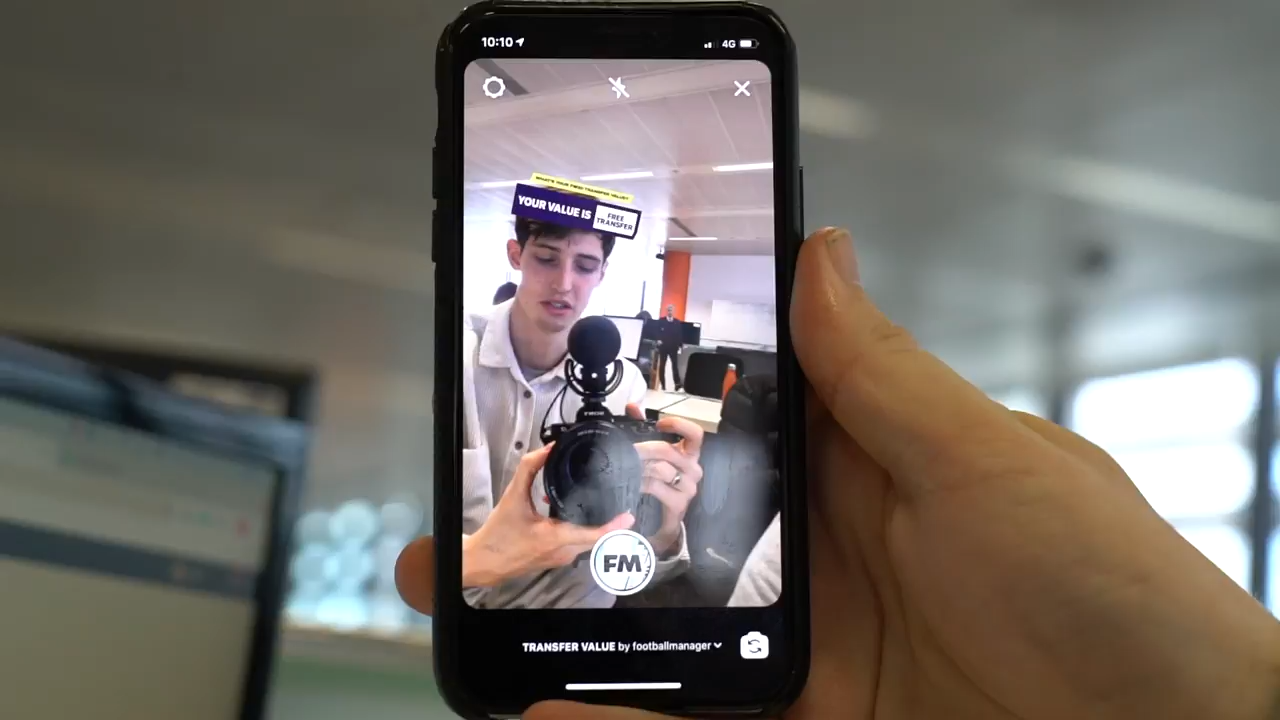 10:10
4G
WHAT'S YOUR FIRST TRANSFER VALUE?
YOUR VALUE IS
FREE
TRANSFER
FM
TRANSFER VALUE by footballmanager